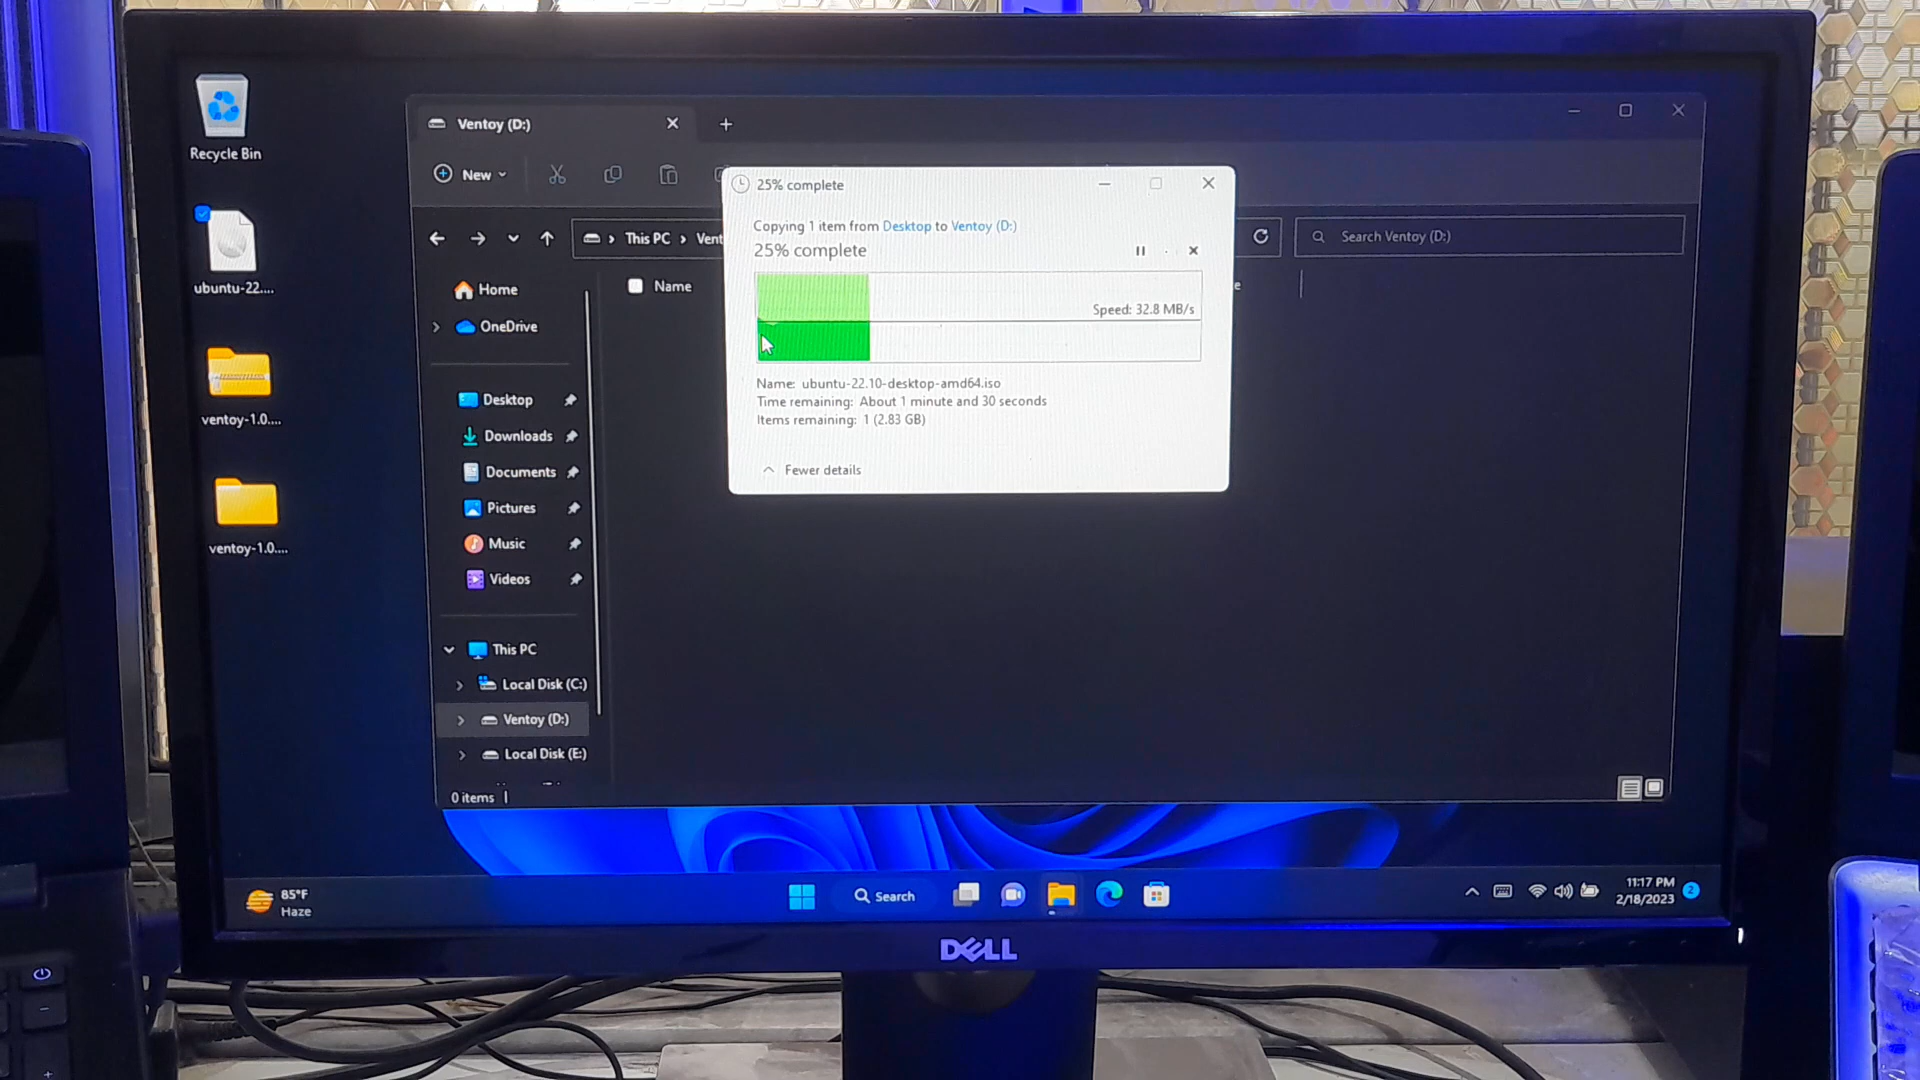 Recycle Bin
ubuntu-22....
ventoy-1.0....
ventoy-1.0....
Ventoy (D:)
New
This PC > Vent
Search Ventoy (D:)
Home
OneDrive
Desktop
Downloads
Documents
Pictures
Music
Videos
This PC
Local Disk (C:)
Ventoy (D:)
Local Disk (E:)
Name
0 items
25% complete
Copying 1 item from Desktop to Ventoy (D:)
25% complete
Speed: 32.8 MB/s
Name: ubuntu-22.10-desktop-amd64.iso
Time remaining: About 1 minute and 30 seconds
Items remaining: 1 (2.83 GB)
Fewer details
85°F
Haze
Search
11:17 PM
2/18/2023
2
DELL